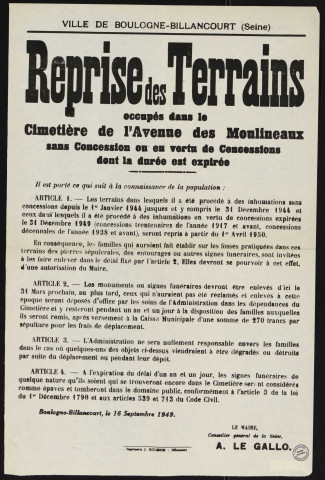 VILLE DE BOULOGNE-BILLANCOURT (Seine)
Reprise des Terrains
occupés dans le
Cimetière de l'Avenue des Moulineaux
sans Concession ou en vertu de Concessions
dont la durée est expirée
Il est porté ce qui suit à la connaissance de la population :
ARTICLE 1. - Les terrains dans lesquels il a été procédé à des inhumations sans
concessions depuis le 1er Janvier 1944 jusques et y compris le 31 Décembre 1944 et
ceux dans lesquels il a été procédé à des inhumations en vertu de concessions expirées
le 31 Décembre 1949 (concessions trentenaires de l'année 1917 et avant, concessions
décennales de l'année 1938 et avant), seront repris à partir du 1er Avril 1950.
En conséquence, les familles qui auraient fait établir sur les fosses pratiquées dans ces
terrains des pierres sépulcrales, des entourages ou autres signes funéraires, sont invitées
à les faire enlever dans le délai fixé par l'article 2. Elles devront se pourvoir à cet effet,
d'une autorisation du Maire.
ARTICLE 2. - Les monuments ou signes funéraires devront être enlevés d'ici le
31 Mars prochain, au plus tard, ceux qui n'auraient pas été réclamés et enlevés à cette
époque seront déposés d'office par les soins de l'Administration dans les dépendances du
Cimetière et y resteront pendant un an et un jour à la disposition des familles auxquelles
ils seront remis, après versement à la Caisse Municipale d'une somme de 270 francs par
sépulture pour les frais de déplacement.
ARTICLE 3. - L'Administration ne sera nullement responsable envers les familles
dans le cas où quelques-uns des objets ci-dessus viendraient à être dégradés ou détruits
par suite du déplacement ou pendant leur dépôt.
ARTICLE 4. - A l'expiration du délai d'un an et un jour, les signes funéraires de
quelque nature qu'ils soient qui se trouveront encore dans le Cimetière seront considérés
comme épaves et tomberont dans le domaine public, conformément à l'article 3 de la loi
du 1er Décembre 1790 et aux articles 539 et 713 du Code Civil.
Boulogne-Billancourt, le 16 Septembre 1949.
LE MAIRE,
Conseiller général de la Seine,
A. LE GALLO.